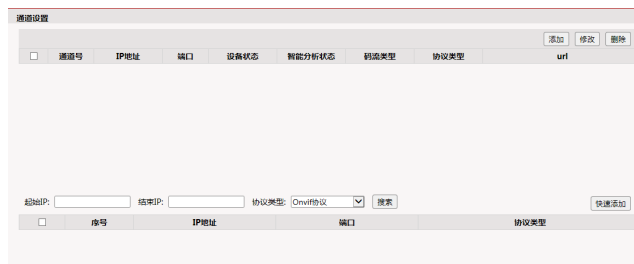 通道设置
添加 修改 删除
通道号 IP地址 端口 设备状态 智能分析状态 码流类型 协议类型 url
起始IP: 结束IP: 协议类型: Onvif协议 搜索 快速添加
序号 IP地址 端口 协议类型